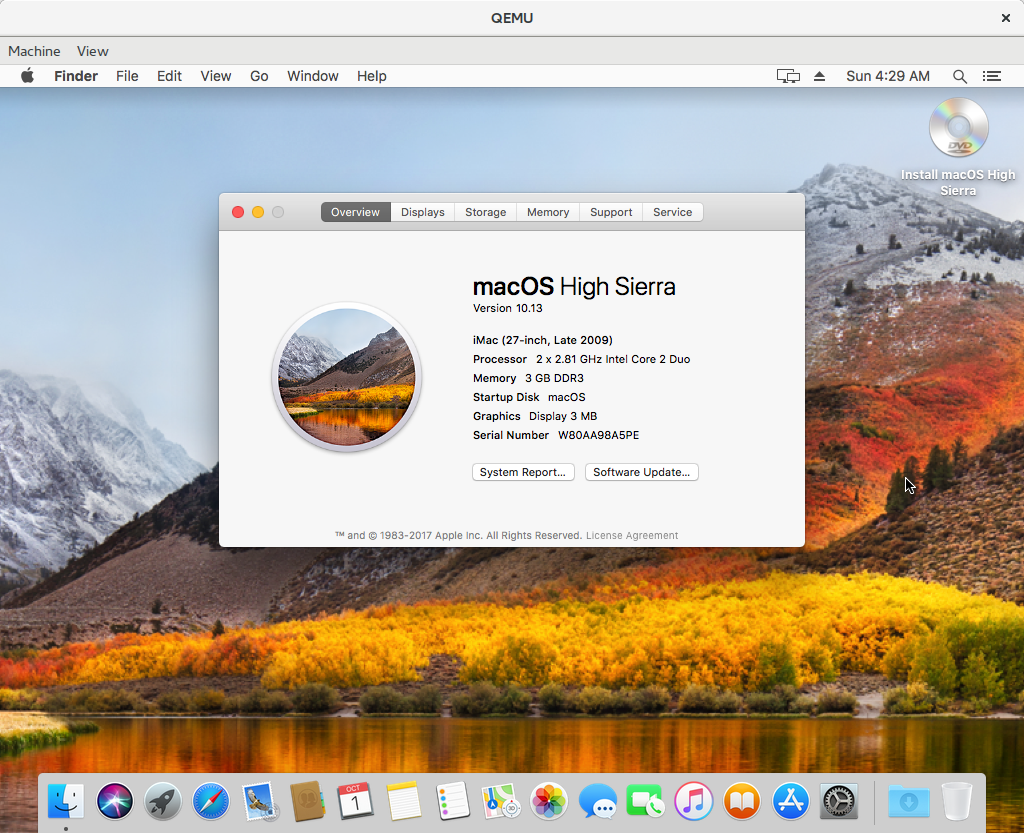 QEMU
Machine View
Finder File Edit View Go Window Help Sun 4:29 AM
DVD
Install macOS High
Sierra
Overview Displays Storage Memory Support Service
macOS High Sierra
Version 10.13
iMac (27-inch, Late 2009)
Processor 2 x 2.81 GHz Intel Core 2 Duo
Memory 3 GB DDR3
Startup Disk macOS
Graphics Display 3 MB
Serial Number W80AA98A5PE
System Report... Software Update...
™ and © 1983-2017 Apple Inc. All Rights Reserved. License Agreement
OCT
1
3D